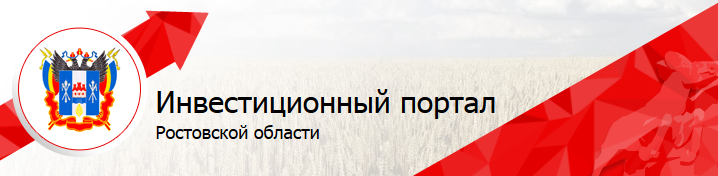 Инвестиционный портал
Ростовской области